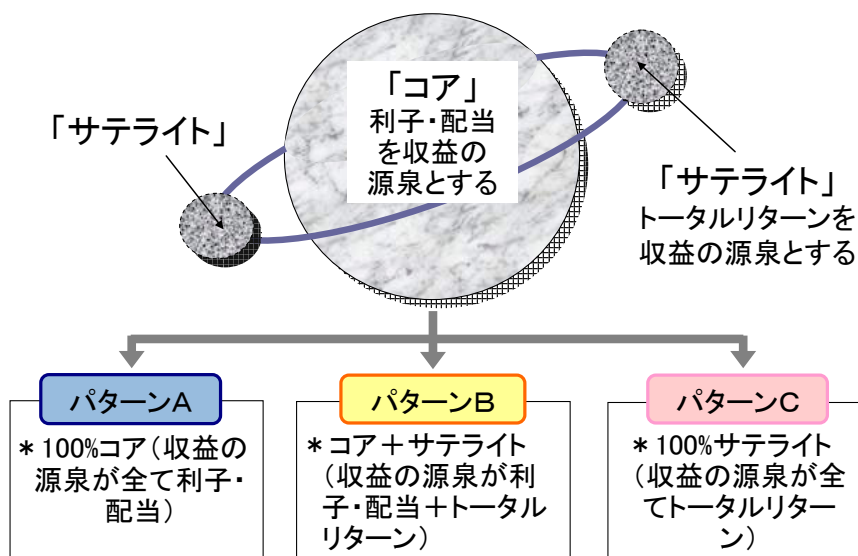 「コア」
利子・配当
を収益の
源泉とする
「サテライト」
「サテライト」
トータルリターンを
収益の源泉とする
パターンA
＊100%コア（収益の
源泉が全て利子・
配当）
パターンB
＊コア＋サテライト
（収益の源泉が利
子・配当＋トータル
リターン）
パターンC
＊100%サテライト
（収益の源泉が全
てトータルリター
ン）